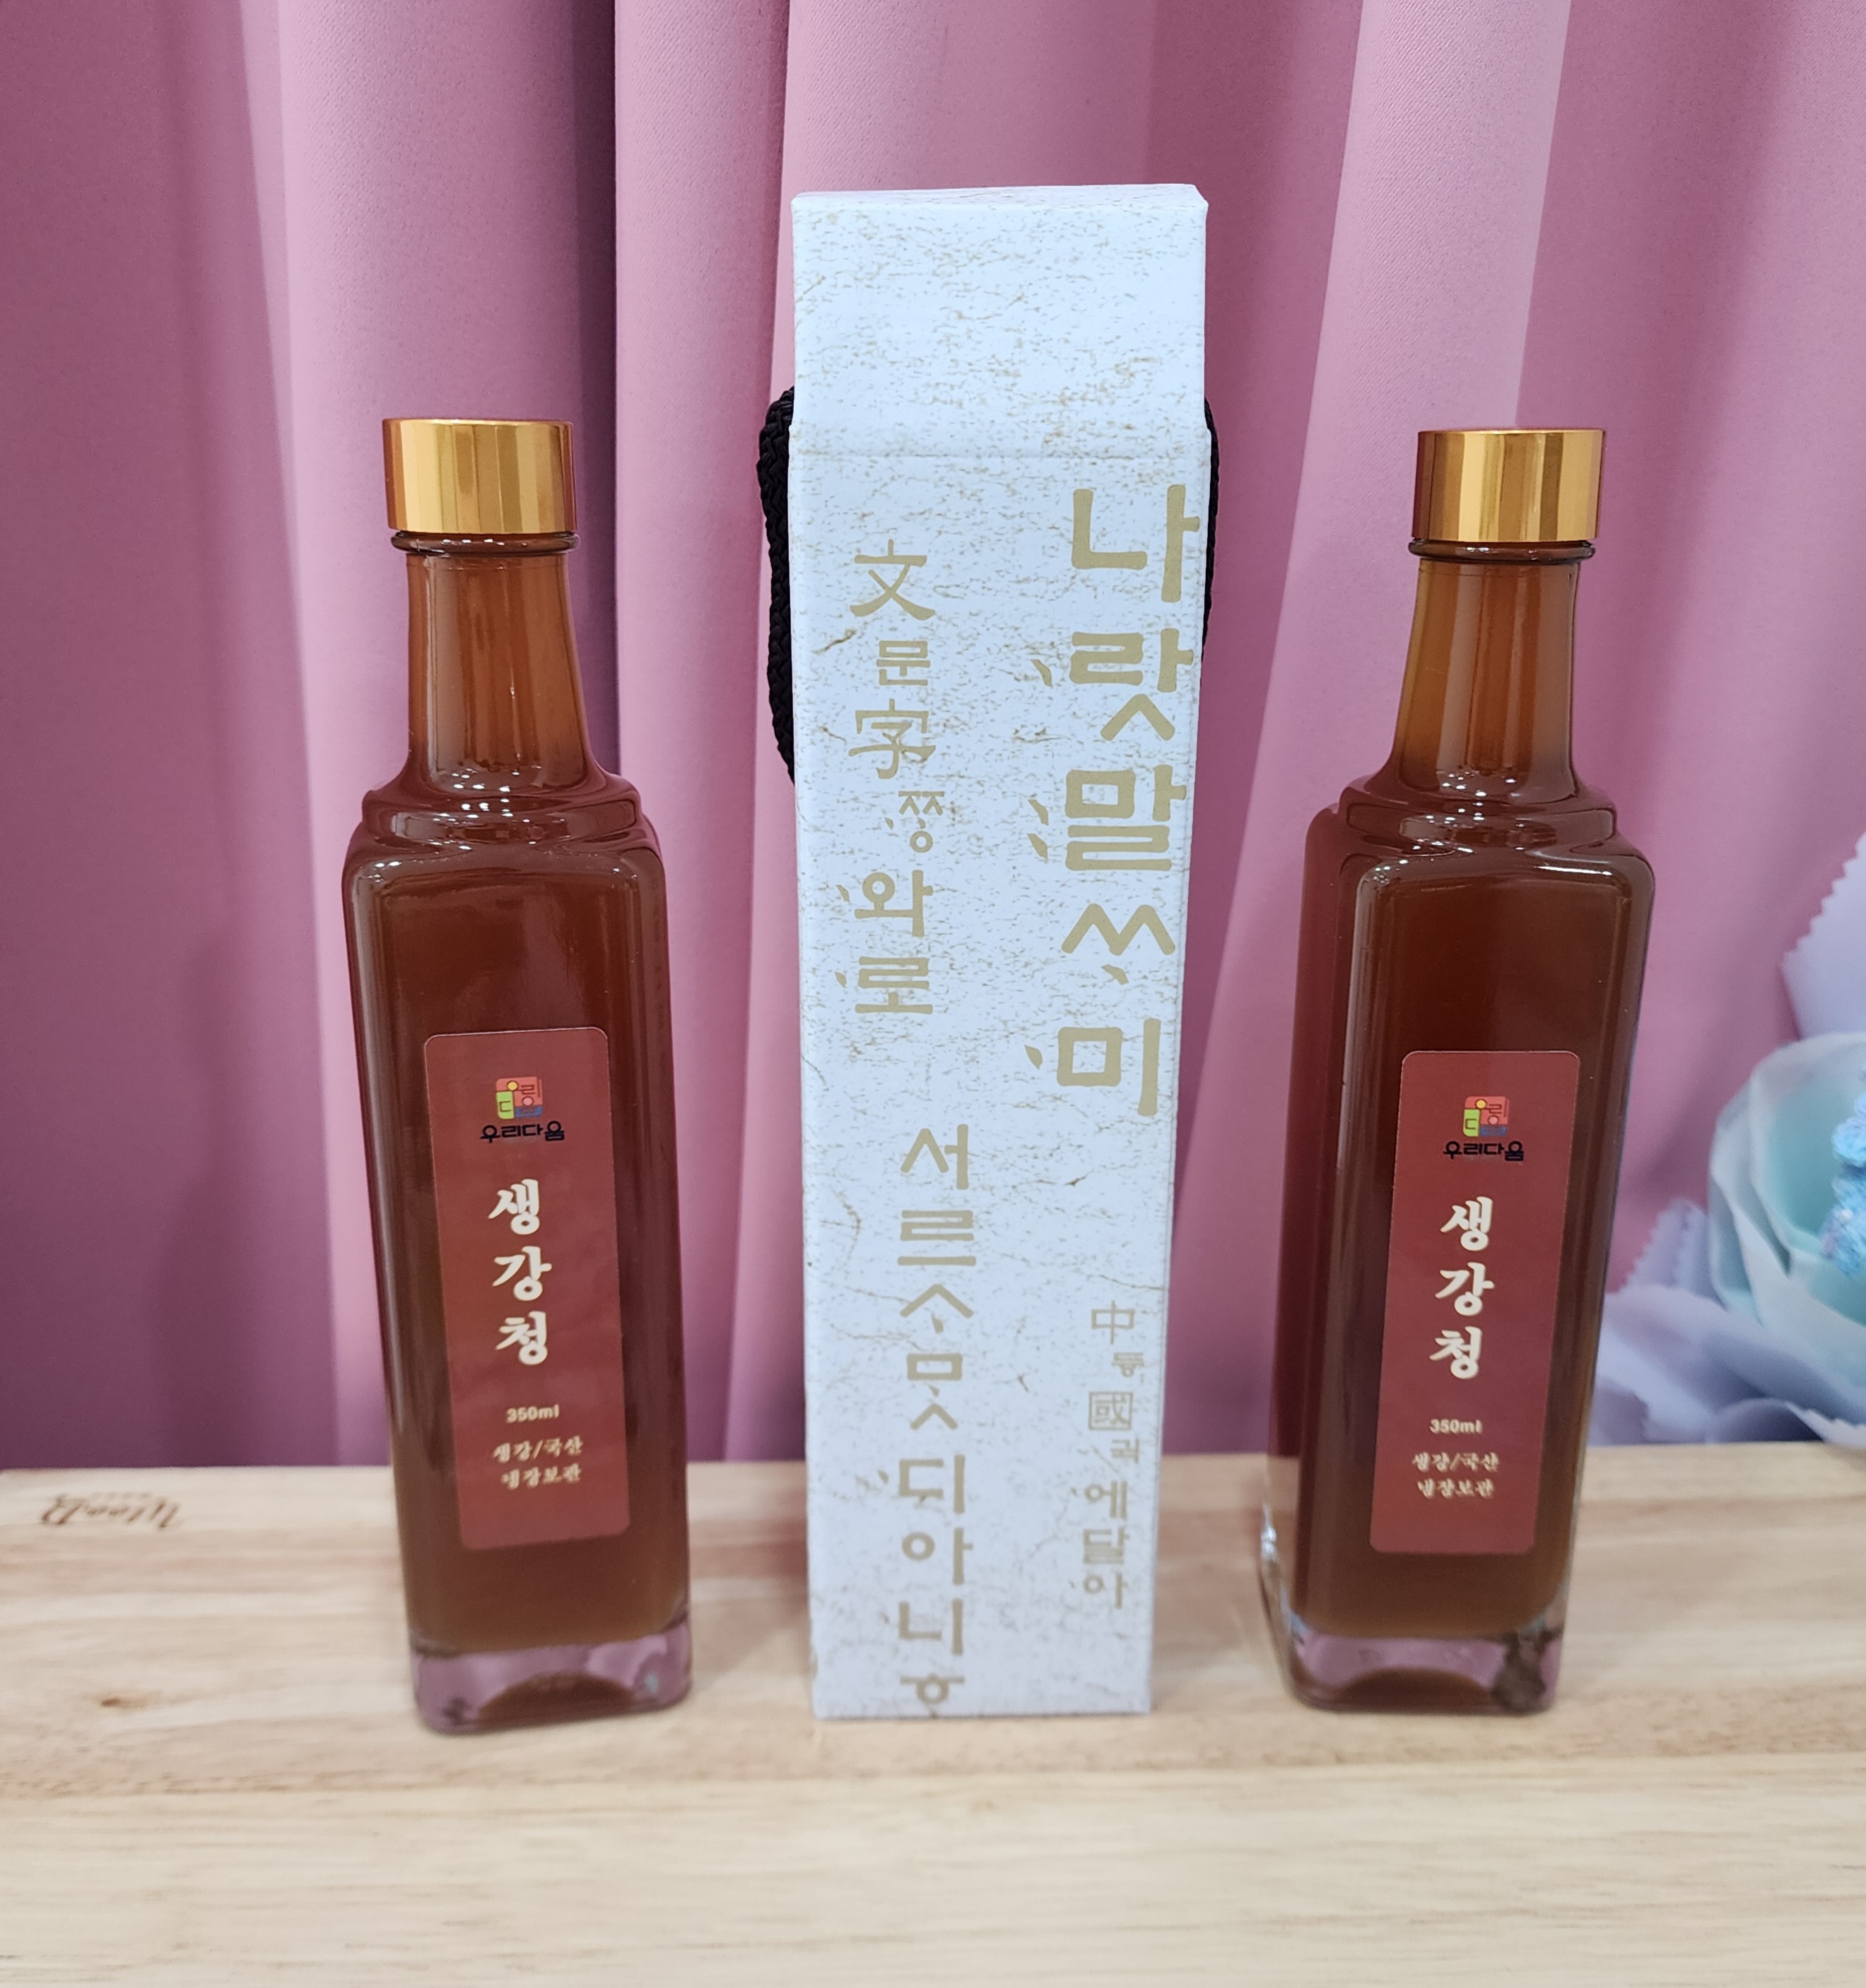 우리다움
생강청
350ml
생강/국산
냉장보관
나랏말ᄊᆞ미
中듕國귁에달아
文문字ᄍᆞᆼ와로
서르ᄉᆞᄆᆞᆺ디아니ᄒᆞ
우리다움
생강청
350ml
생강/국산
냉장보관